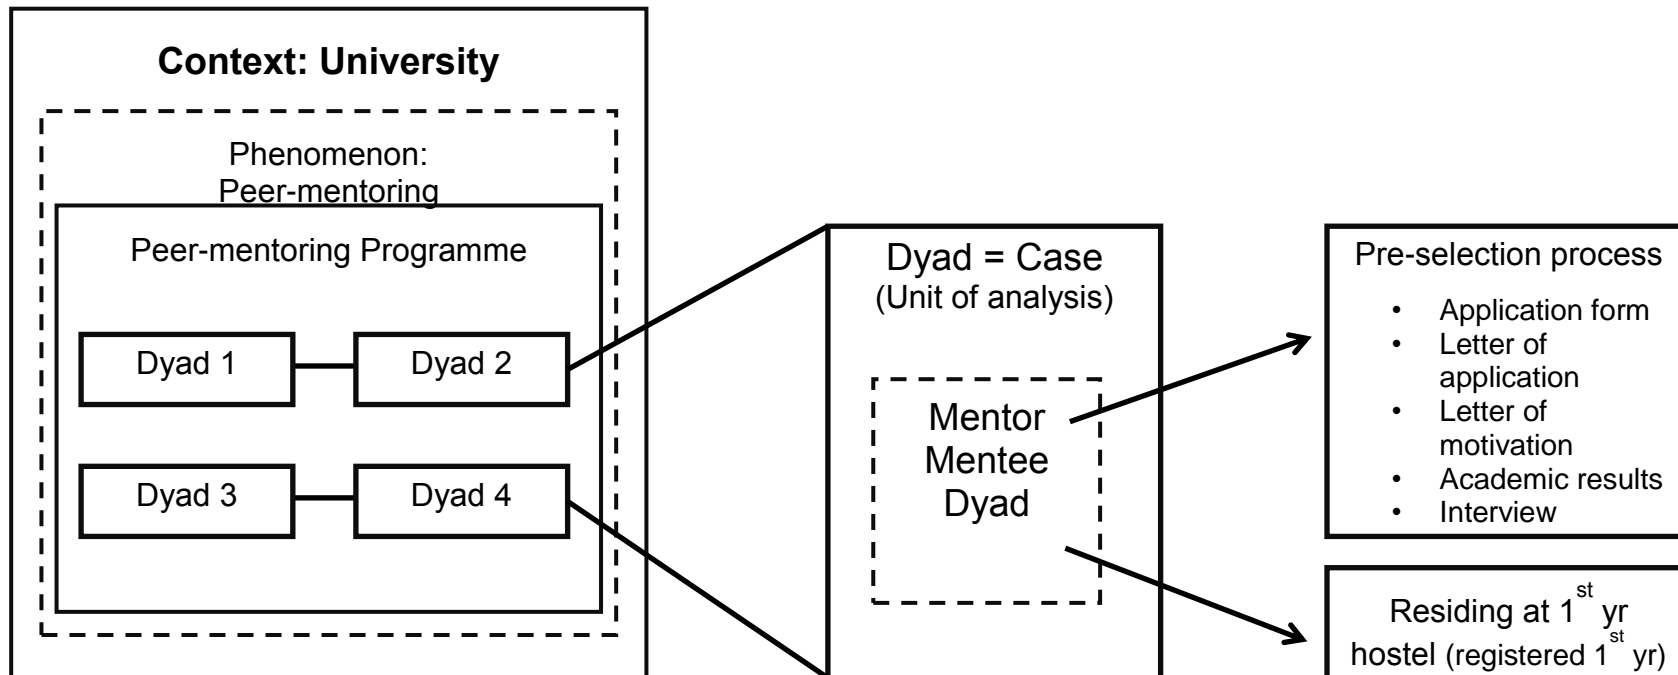 Context: University
Phenomenon:
Peer-mentoring
Peer-mentoring Programme
Dyad 1
Dyad 2
Dyad 3
Dyad 4
Dyad = Case
(Unit of analysis)
Mentor
Mentee
Dyad
Pre-selection process
• Application form
• Letter of
application
• Letter of
motivation
• Academic results
• Interview
Residing at 1st yr
hostel (registered 1st yr)